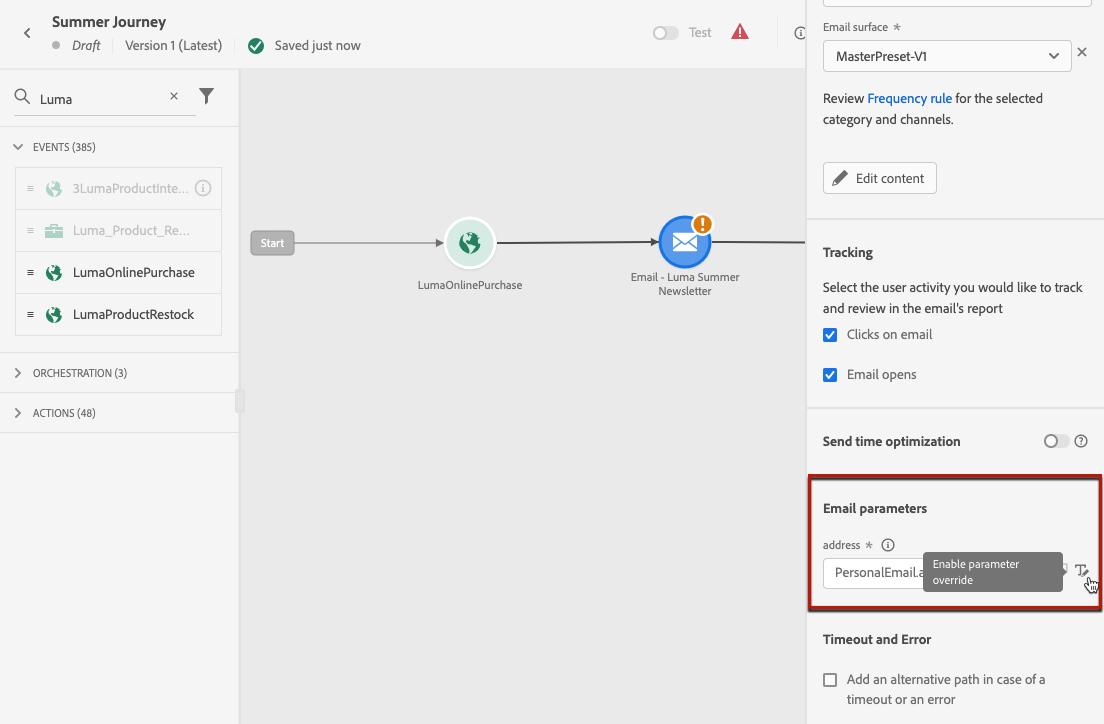 Summer Journey
Draft
Version 1 (Latest)
Saved just now
Test
Luma
EVENTS (385)
3LumaProductInte...
Luma_Product_Re...
LumaOnlinePurchase
LumaProductRestock
ORCHESTRATION (3)
ACTIONS (48)
Start
LumaOnlinePurchase
Email - Luma Summer
Newsletter
Email surface *
MasterPreset-V1
Review Frequency rule for the selected
category and channels.
Edit content
Tracking
Select the user activity you would like to track
and review in the email's report
Clicks on email
Email opens
Send time optimization
Email parameters
address *
PersonalEmail.a
Enable parameter
override
Timeout and Error
Add an alternative path in case of a
timeout or an error